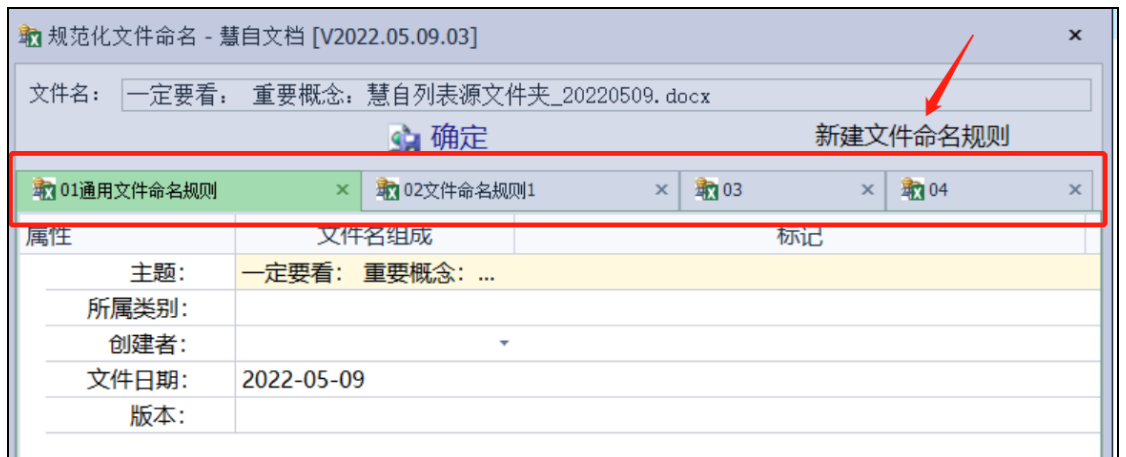 规范化文件命名 - 慧自文档 [V2022.05.09.03]
文件名： 一定要看： 重要概念：慧自列表源文件夹_20220509.docx
确定 新建文件命名规则
01通用文件命名规则 02文件命名规则1 03 04
属性 文件名组成 标记
主题： 一定要看： 重要概念：...
所属类别：
创建者：
文件日期： 2022-05-09
版本：